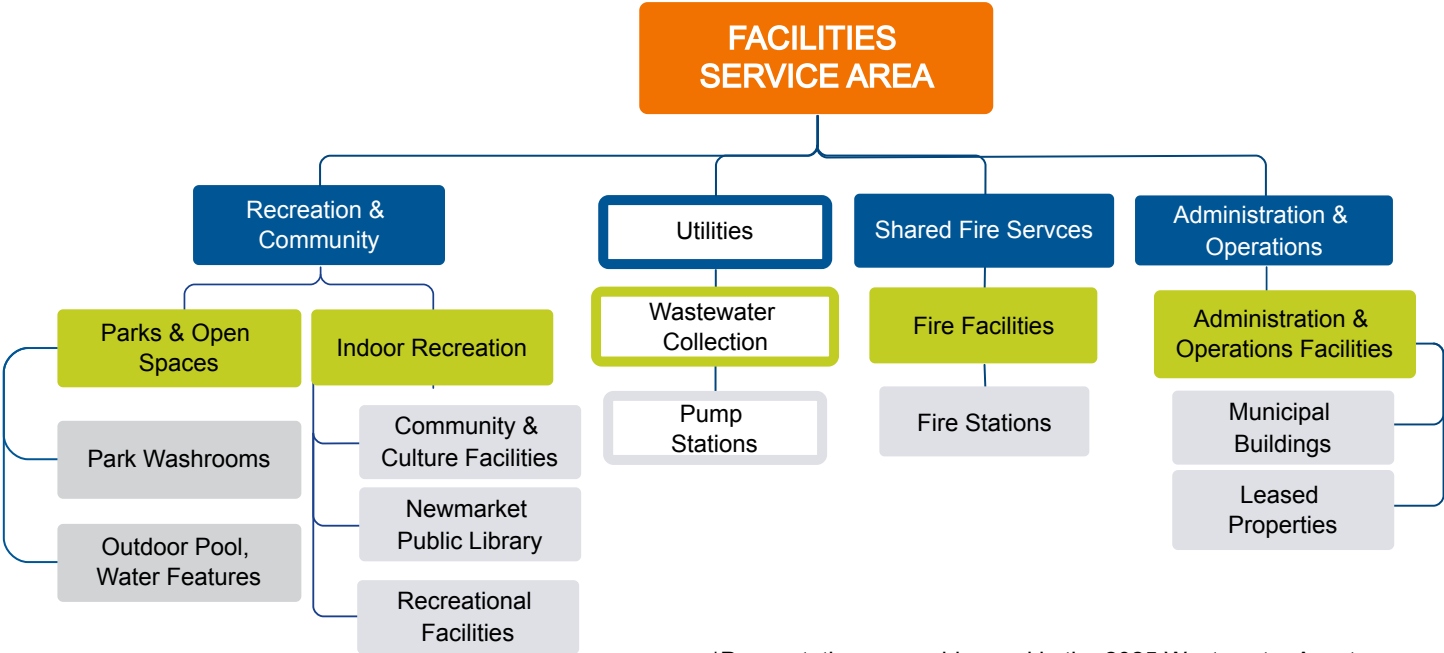 FACILITIES
SERVICE AREA
Recreation &
Community
Utilities
Shared Fire Servces
Administration &
Operations
Parks & Open
Spaces
Indoor Recreation
Wastewater
Collection
Fire Facilities
Administration &
Operations Facilities
Park Washrooms
Outdoor Pool,
Water Features
Community &
Culture Facilities
Newmarket
Public Library
Recreational
Facilities
Pump
Stations
Fire Stations
Municipal
Buildings
Leased
Properties